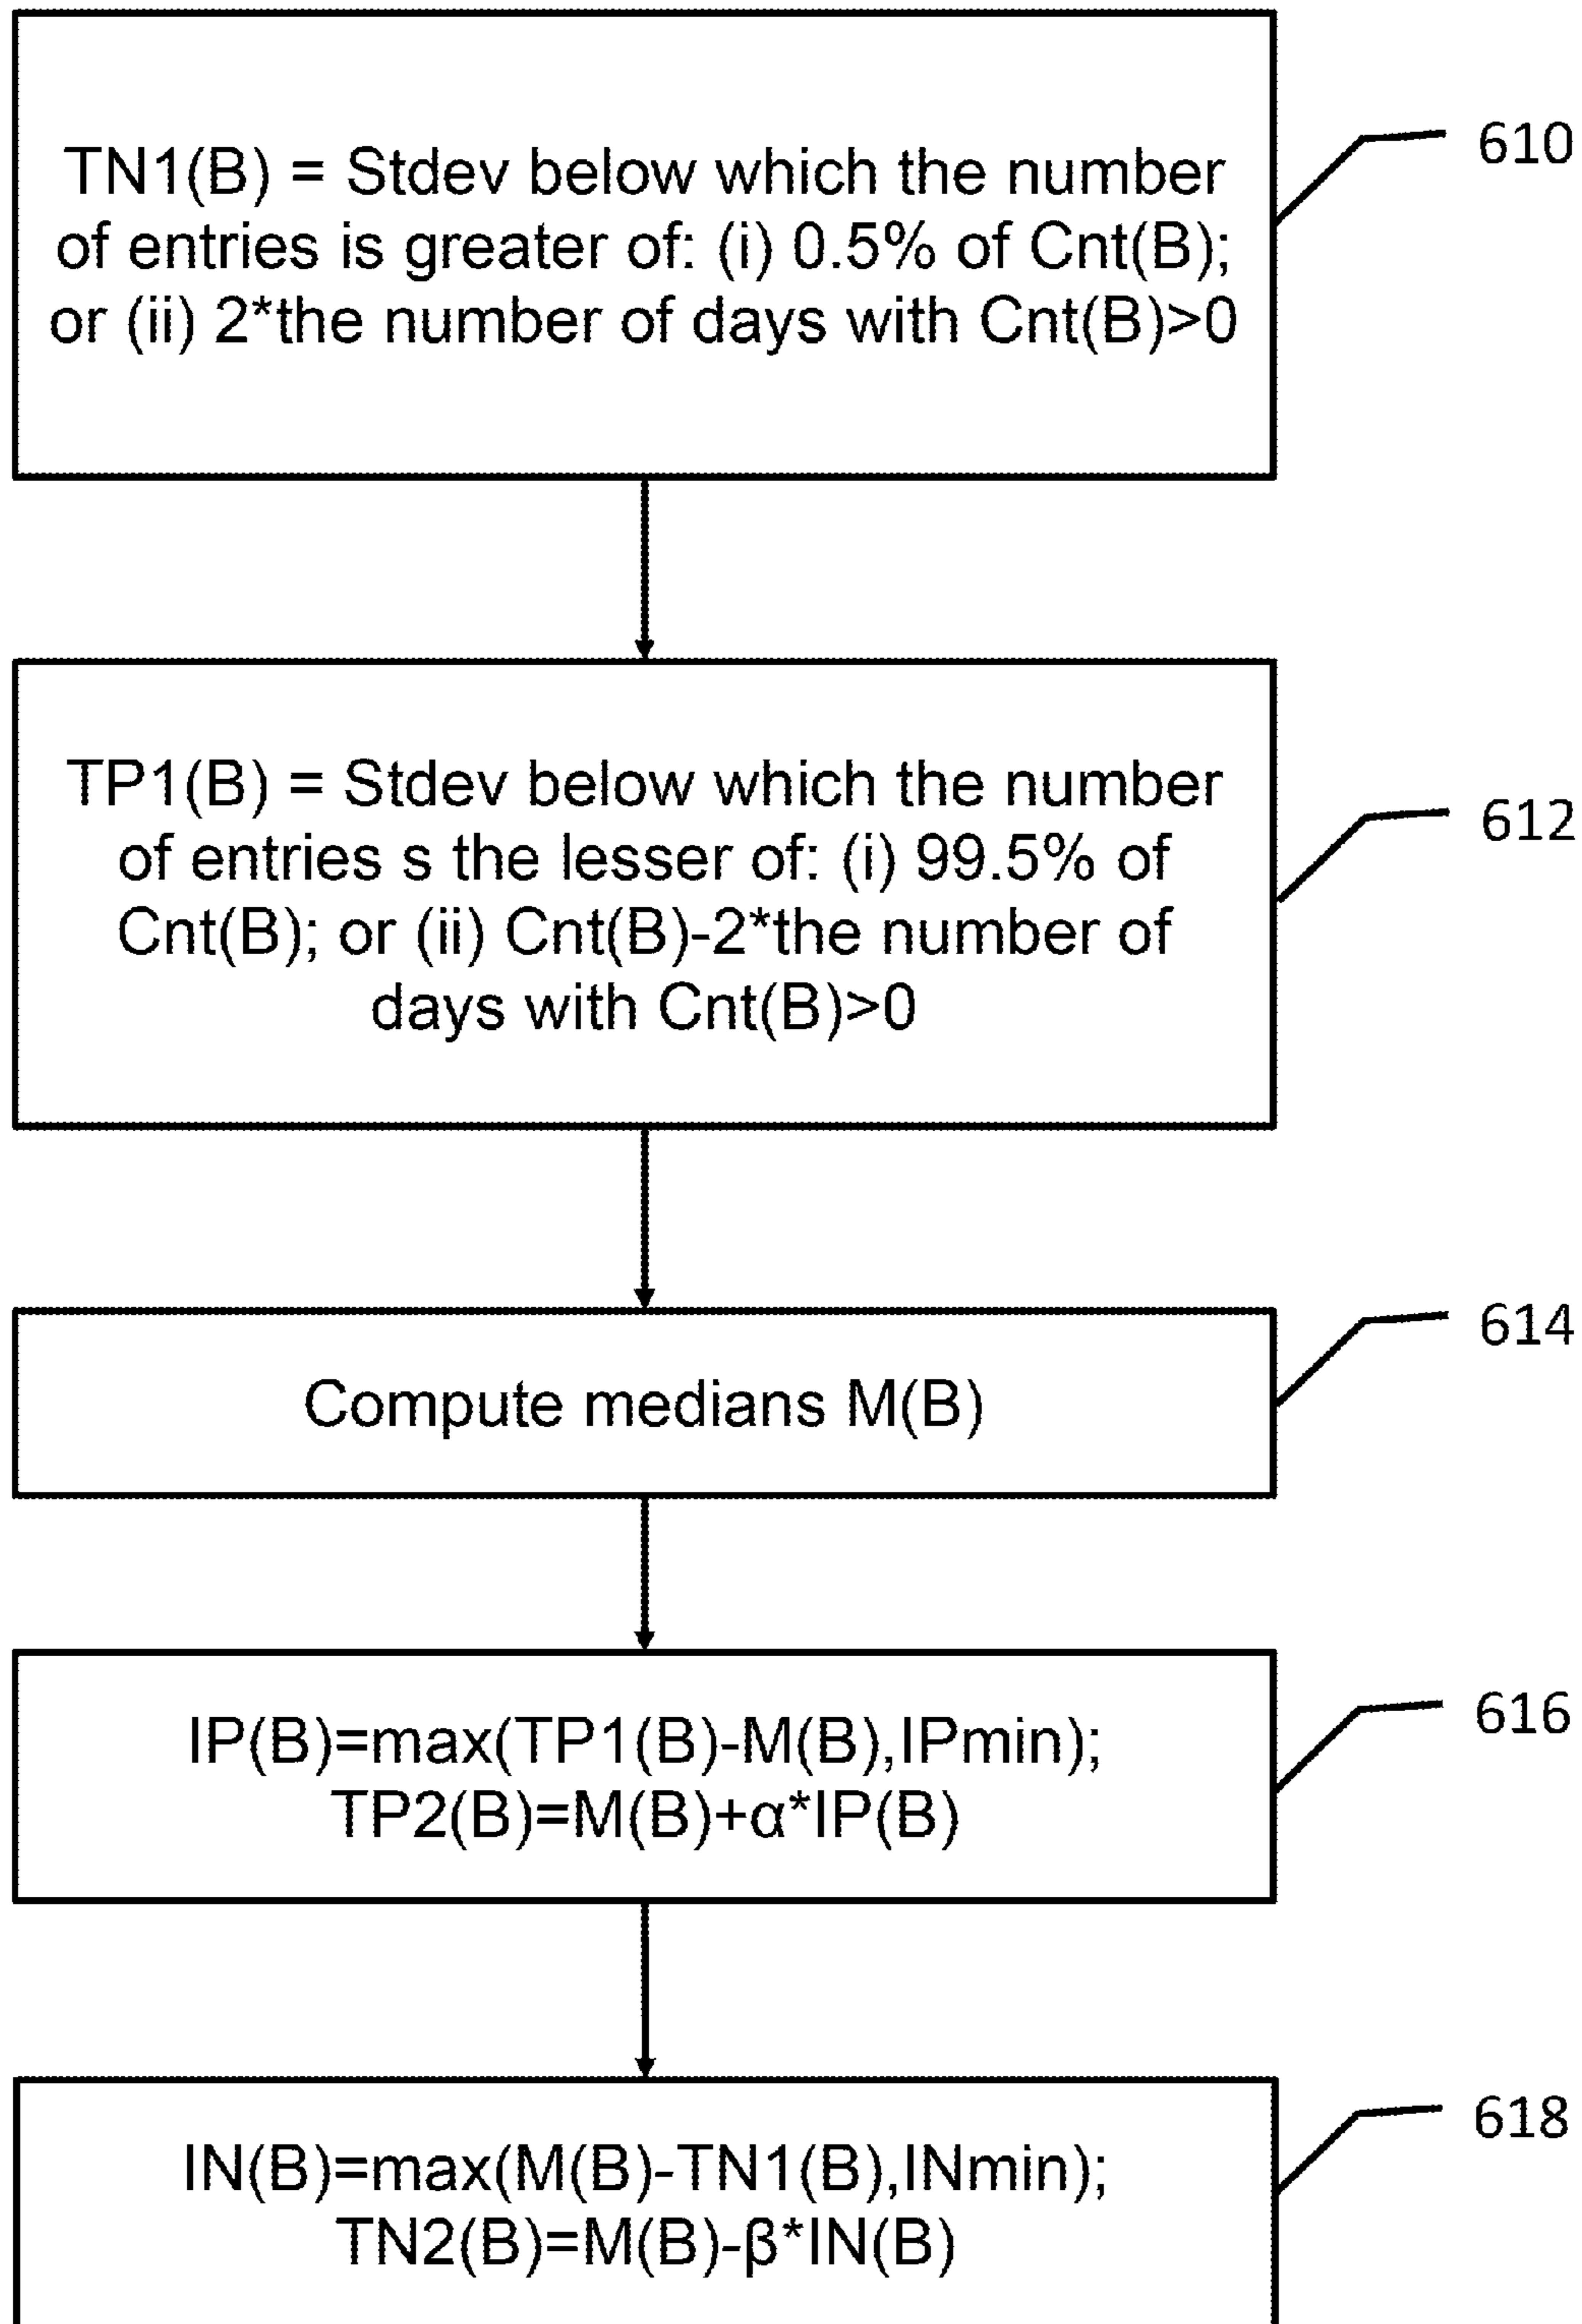 TN1(B) = Stdev below which the number
of entries is greater of: (i) 0.5% of Cnt(B);
or (ii) 2*the number of days with Cnt(B)>0
610
TP1(B) = Stdev below which the number
of entries s the lesser of: (i) 99.5% of
Cnt(B); or (ii) Cnt(B)-2*the number of
days with Cnt(B)>0
612
Compute medians M(B)
614
IP(B)=max(TP1(B)-M(B),IPmin);
TP2(B)=M(B)+α*IP(B)
616
IN(B)=max(M(B)-TN1(B),INmin);
TN2(B)=M(B)-β*IN(B)
618